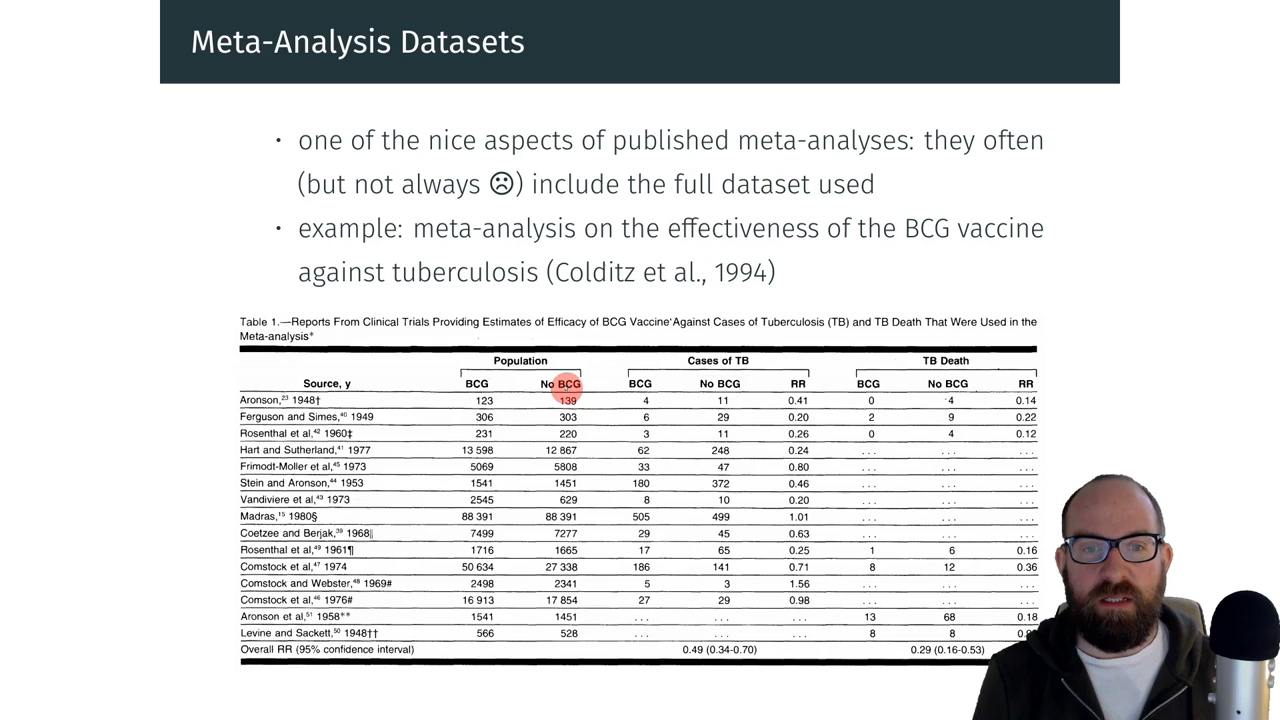 Meta-Analysis Datasets
• one of the nice aspects of published meta-analyses: they often
(but not always ☹) include the full dataset used
• example: meta-analysis on the effectiveness of the BCG vaccine
against tuberculosis (Colditz et al., 1994)
Table 1.—Reports From Clinical Trials Providing Estimates of Efficacy of BCG Vaccine Against Cases of Tuberculosis (TB) and TB Death That Were Used in the
Meta-analysis*
Population Cases of TB TB Death
Source, y BCG No BCG BCG No BCG RR BCG No BCG RR
Aronson,23 1948† 123 139 4 11 0.41 0 4 0.14
Ferguson and Simes,40 1949 306 303 6 29 0.20 2 9 0.22
Rosenthal et al,42 1960‡ 231 220 3 11 0.26 0 4 0.12
Hart and Sutherland,41 1977 13 598 12 867 62 248 0.24 ... ... ...
Frimodt-Moller et al,45 1973 5069 5808 33 47 0.80 ... ... ...
Stein and Aronson,44 1953 1541 1451 180 372 0.46 ... ... ...
Vandiviere et al,43 1973 2545 629 8 10 0.20 ... ... ...
Madras,15 1980§ 88 391 88 391 505 499 1.01 ... ... ...
Coetzee and Berjak,39 1968‖ 7499 7277 29 45 0.63 ... ... ...
Rosenthal et al,49 1961¶ 1716 1665 17 65 0.25 1 6 0.16
Comstock et al,47 1974 50 634 27 338 186 141 0.71 8 12 0.36
Comstock and Webster,48 1969# 2498 2341 5 3 1.56 ... ... ...
Comstock et al,46 1976# 16 913 17 854 27 29 0.98 ... ... ...
Aronson et al,51 1958** 1541 1451 ... ... ... 13 68 0.18
Levine and Sackett,50 1948†† 566 528 ... ... ... 8 8
Overall RR (95% confidence interval) 0.49 (0.34-0.70) 0.29 (0.16-0.53)